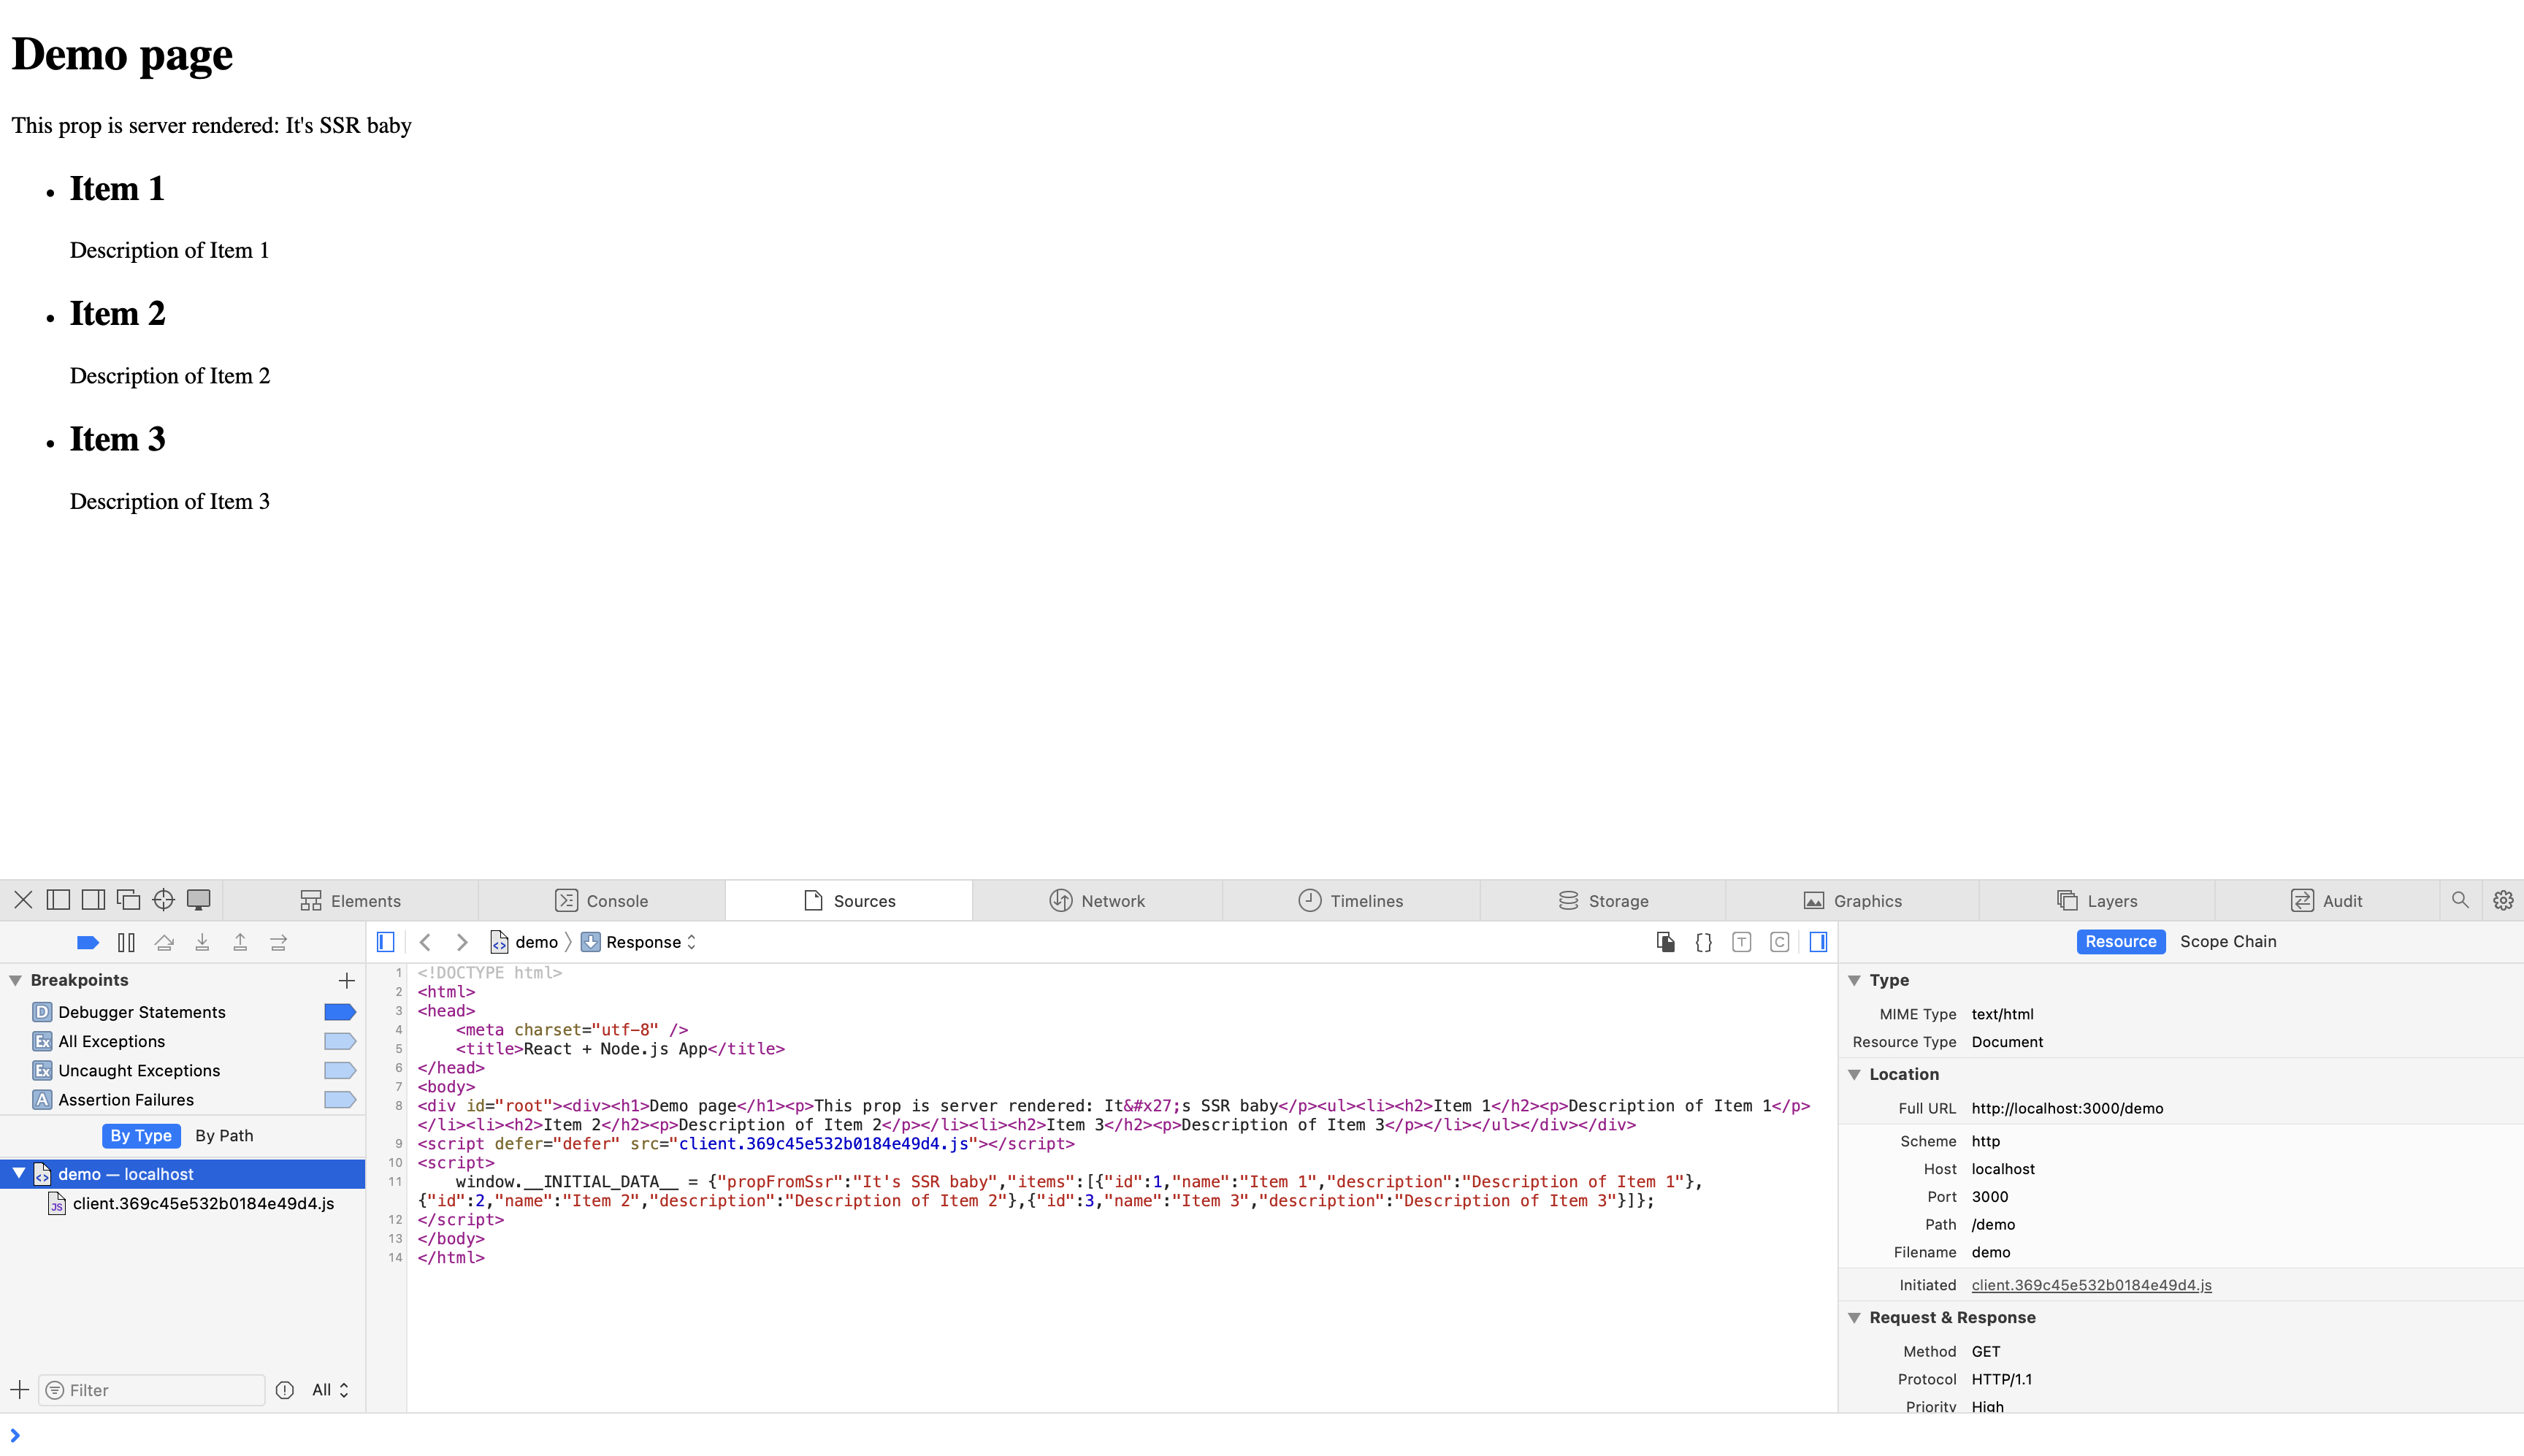 Demo page
This prop is server rendered: It's SSR baby
Item 1
Description of Item 1
Item 2
Description of Item 2
Item 3
Description of Item 3
Elements
Console
Sources
Network
Timelines
Storage
Graphics
Layers
Audit
demo
Response
Resource
Scope Chain
Breakpoints
D Debugger Statements
Ex All Exceptions
Ex Uncaught Exceptions
A Assertion Failures
By Type By Path
demo — localhost
JS client.369c45e532b0184e49d4.js
Filter
All
1 <!DOCTYPE html>
2 <html>
3 <head>
4 <meta charset="utf-8" />
5 <title>React + Node.js App</title>
6 </head>
7 <body>
8 <div id="root"><div><h1>Demo page</h1><p>This prop is server rendered: It&#x27;s SSR baby</p><ul><li><h2>Item 1</h2><p>Description of Item 1</p>
</li><li><h2>Item 2</h2><p>Description of Item 2</p></li><li><h2>Item 3</h2><p>Description of Item 3</p></li></ul></div></div>
9 <script defer="defer" src="client.369c45e532b0184e49d4.js"></script>
10 <script>
11 window.__INITIAL_DATA__ = {"propFromSsr":"It's SSR baby","items":[{"id":1,"name":"Item 1","description":"Description of Item 1"},
{"id":2,"name":"Item 2","description":"Description of Item 2"},{"id":3,"name":"Item 3","description":"Description of Item 3"}]};
12 </script>
13 </body>
14 </html>
Type
MIME Type text/html
Resource Type Document
Location
Full URL http://localhost:3000/demo
Scheme http
Host localhost
Port 3000
Path /demo
Filename demo
Initiated client.369c45e532b0184e49d4.js
Request & Response
Method GET
Protocol HTTP/1.1
Priority High